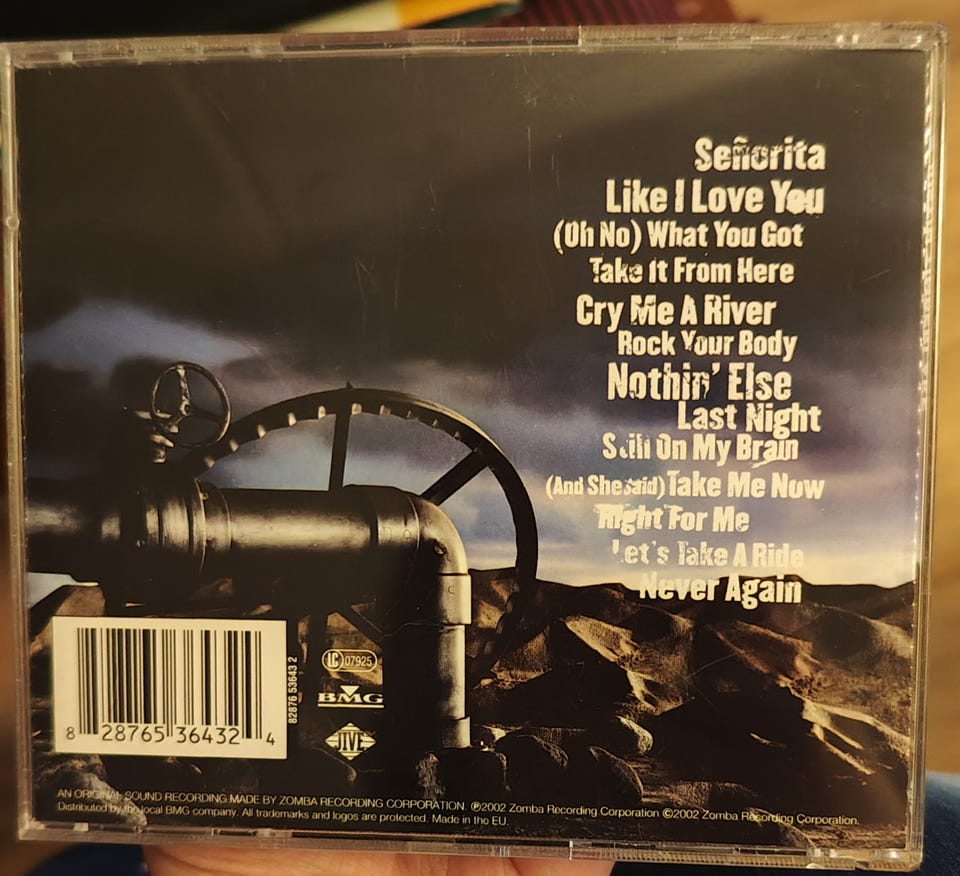 Señorita
Like I Love You
(Oh No) What You Got
Take It From Here
Cry Me A River
Rock Your Body
Nothin' Else
Last Night
Still On My Brain
(And She said) Take Me Now
Right For Me
Let's Take A Ride
Never Again
8 28765 36432 4
82876 53643 2
LC 07925
BMG
JIVE
AN ORIGINAL SOUND RECORDING MADE BY ZOMBA RECORDING CORPORATION. ℗2002 Zomba Recording Corporation ©2002 Zomba Recording Corporation.
Distributed by the local BMG company. All trademarks and logos are protected. Made in the EU.